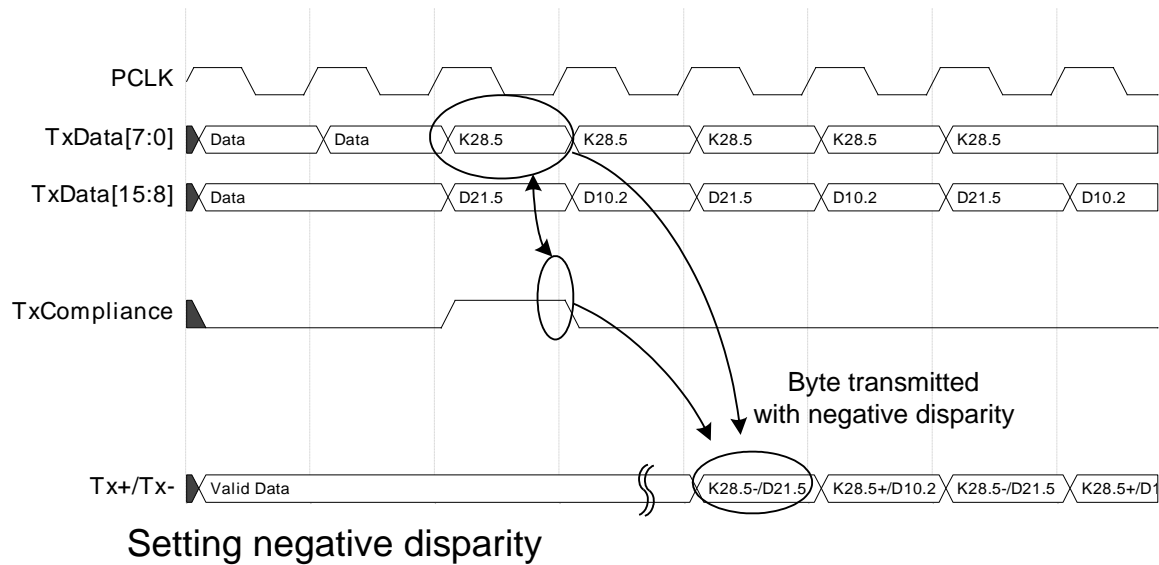 PCLK
TxData[7:0] Data Data K28.5 K28.5 K28.5 K28.5 K28.5
TxData[15:8] Data D21.5 D10.2 D21.5 D10.2 D21.5 D10.2
TxCompliance
Byte transmitted
with negative disparity
Tx+/Tx- Valid Data K28.5-/D21.5 K28.5+/D10.2 K28.5-/D21.5 K28.5+/D1
Setting negative disparity